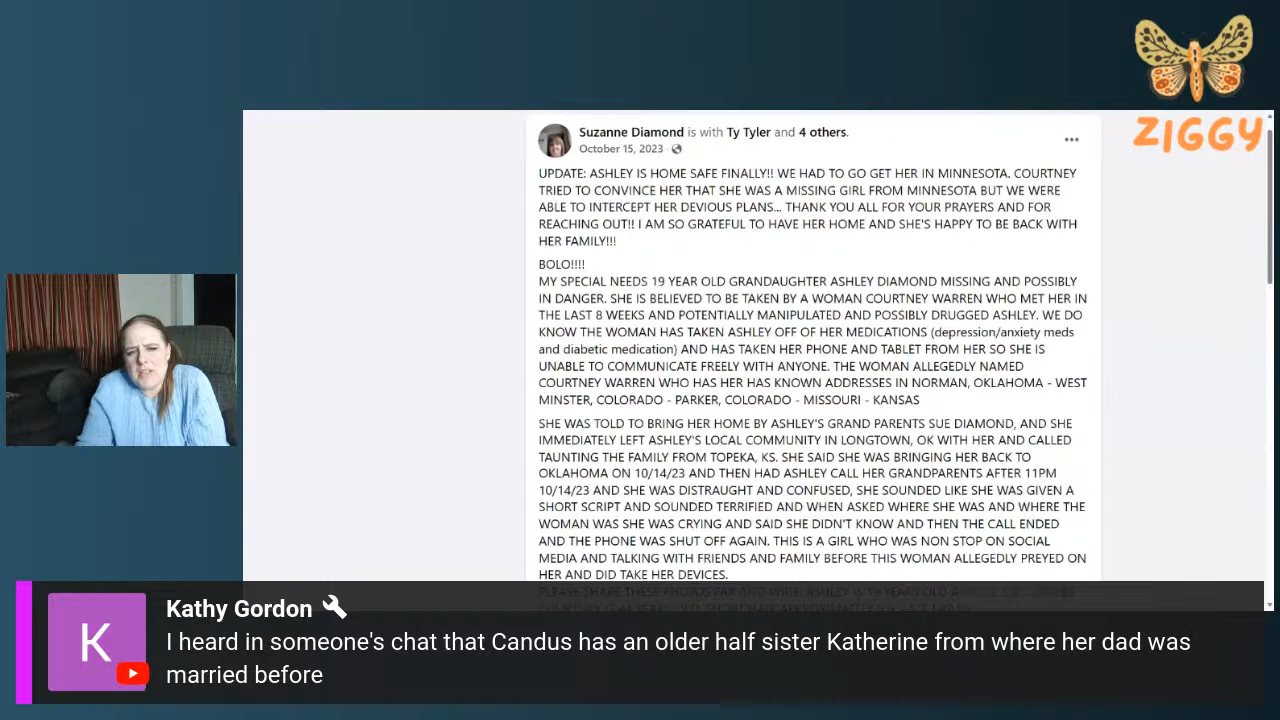 ZIGGY
Suzanne Diamond is with Ty Tyler and 4 others.
October 15, 2023 ·
UPDATE: ASHLEY IS HOME SAFE FINALLY!! WE HAD TO GO GET HER IN MINNESOTA. COURTNEY
TRIED TO CONVINCE HER THAT SHE WAS A MISSING GIRL FROM MINNESOTA BUT WE WERE
ABLE TO INTERCEPT HER DEVIOUS PLANS... THANK YOU ALL FOR YOUR PRAYERS AND FOR
REACHING OUT!! I AM SO GRATEFUL TO HAVE HER HOME AND SHE'S HAPPY TO BE BACK WITH
HER FAMILY!!!
BOLO!!!!
MY SPECIAL NEEDS 19 YEAR OLD GRANDAUGHTER ASHLEY DIAMOND MISSING AND POSSIBLY
IN DANGER. SHE IS BELIEVED TO BE TAKEN BY A WOMAN COURTNEY WARREN WHO MET HER IN
THE LAST 8 WEEKS AND POTENTIALLY MANIPULATED AND POSSIBLY DRUGGED ASHLEY. WE DO
KNOW THE WOMAN HAS TAKEN ASHLEY OFF OF HER MEDICATIONS (depression/anxiety meds
and diabetic medication) AND HAS TAKEN HER PHONE AND TABLET FROM HER SO SHE IS
UNABLE TO COMMUNICATE FREELY WITH ANYONE. THE WOMAN ALLEGEDLY NAMED
COURTNEY WARREN WHO HAS HER HAS KNOWN ADDRESSES IN NORMAN, OKLAHOMA - WEST
MINSTER, COLORADO - PARKER, COLORADO - MISSOURI - KANSAS
SHE WAS TOLD TO BRING HER HOME BY ASHLEY'S GRAND PARENTS SUE DIAMOND, AND SHE
IMMEDIATELY LEFT ASHLEY'S LOCAL COMMUNITY IN LONGTOWN, OK WITH HER AND CALLED
TAUNTING THE FAMILY FROM TOPEKA, KS. SHE SAID SHE WAS BRINGING HER BACK TO
OKLAHOMA ON 10/14/23 AND THEN HAD ASHLEY CALL HER GRANDPARENTS AFTER 11PM
10/14/23 AND SHE WAS DISTRAUGHT AND CONFUSED, SHE SOUNDED LIKE SHE WAS GIVEN A
SHORT SCRIPT AND SOUNDED TERRIFIED AND WHEN ASKED WHERE SHE WAS AND WHERE THE
WOMAN WAS SHE WAS CRYING AND SAID SHE DIDN'T KNOW AND THEN THE CALL ENDED
AND THE PHONE WAS SHUT OFF AGAIN. THIS IS A GIRL WHO WAS NON STOP ON SOCIAL
MEDIA AND TALKING WITH FRIENDS AND FAMILY BEFORE THIS WOMAN ALLEGEDLY PREYED ON
HER AND DID TAKE HER DEVICES.
PLEASE SHARE THESE PHOTOS FAR AND WIDE. ASHLEY IS 19 YEARS OLD
K
Kathy Gordon
I heard in someone's chat that Candus has an older half sister Katherine from where her dad was
married before